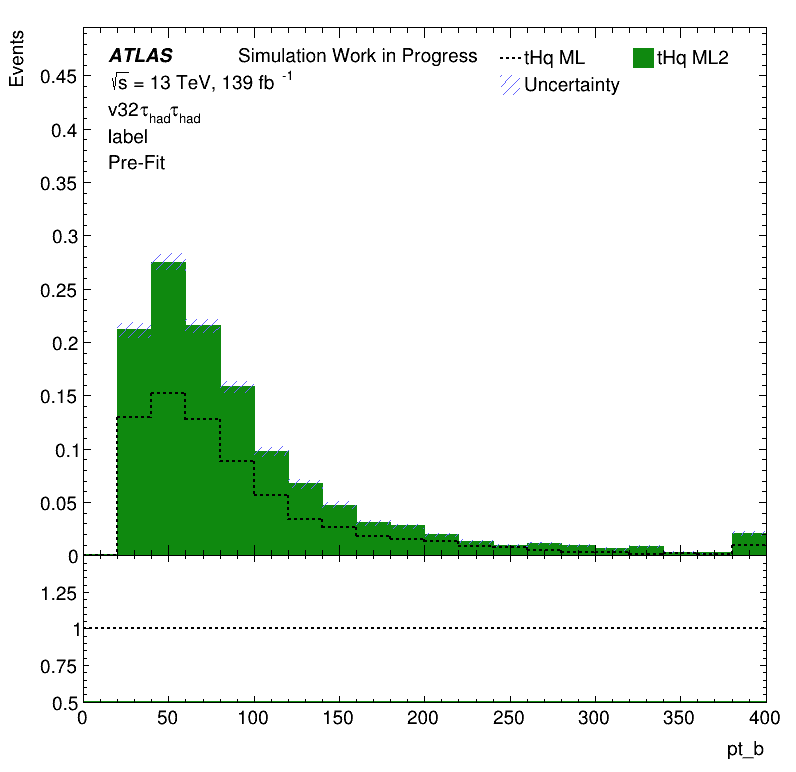 ATLAS Simulation Work in Progress
√s = 13 TeV, 139 fb⁻¹
v32τhadτhad
label
Pre-Fit
tHq ML
tHq ML2
Uncertainty
Events
0.45
0.4
0.35
0.3
0.25
0.2
0.15
0.1
0.05
0
1.25
1
0.75
0.5
0 50 100 150 200 250 300 350 400
pt_b